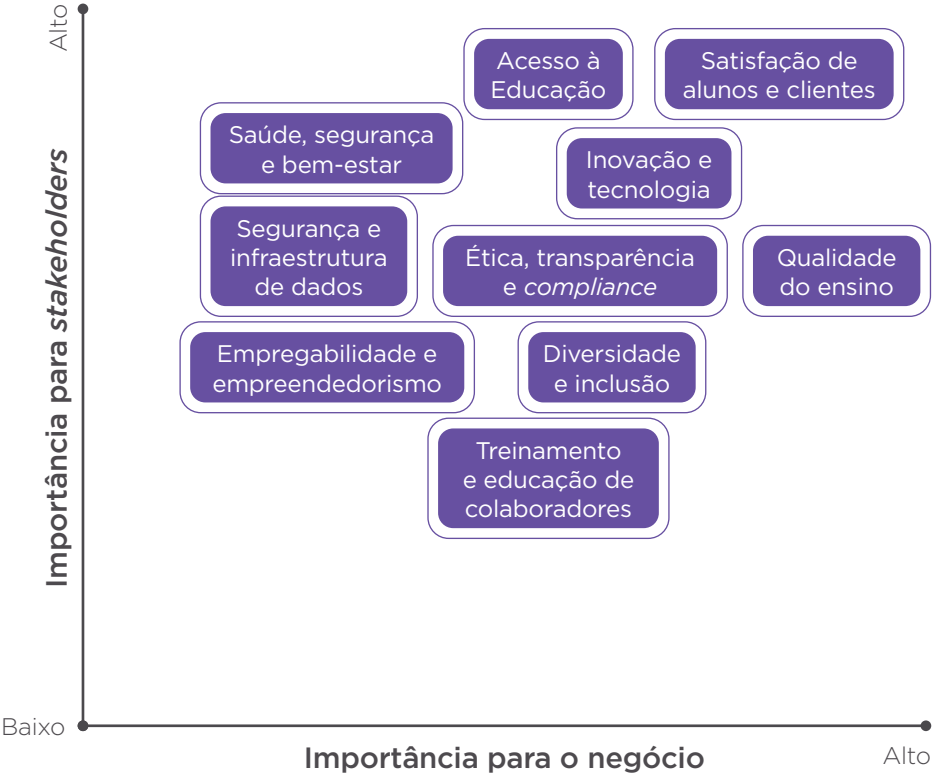 Alto
Importância para stakeholders
Acesso à
Educação
Satisfação de
alunos e clientes
Saúde, segurança
e bem-estar
Inovação e
tecnologia
Segurança e
infraestrutura
de dados
Ética, transparência
e compliance
Qualidade
do ensino
Empregabilidade e
empreendedorismo
Diversidade
e inclusão
Treinamento
e educação de
colaboradores
Baixo
Importância para o negócio
Alto